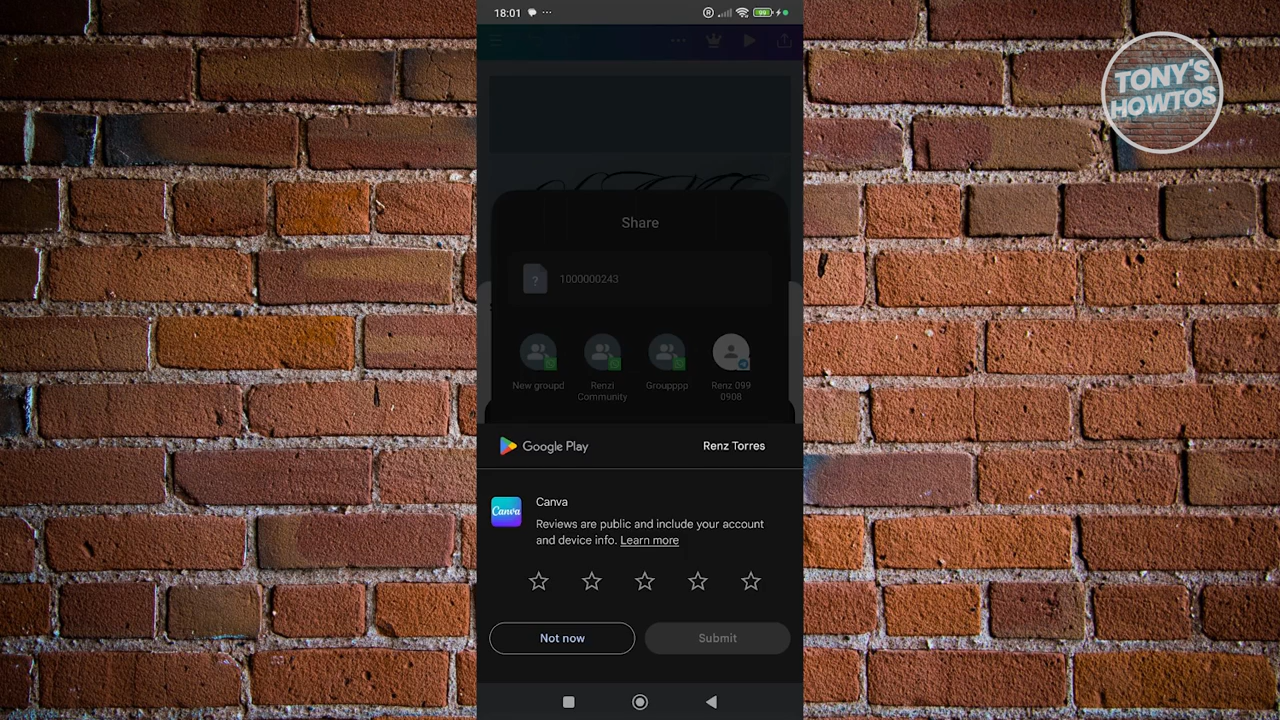 18:01
TONY'S
HOWTOS
Share
1000000243
New groupd
Renzi
Community
Groupppp
Renz 099
0908
Google Play
Renz Torres
Canva
Canva
Reviews are public and include your account
and device info. Learn more
Not now
Submit